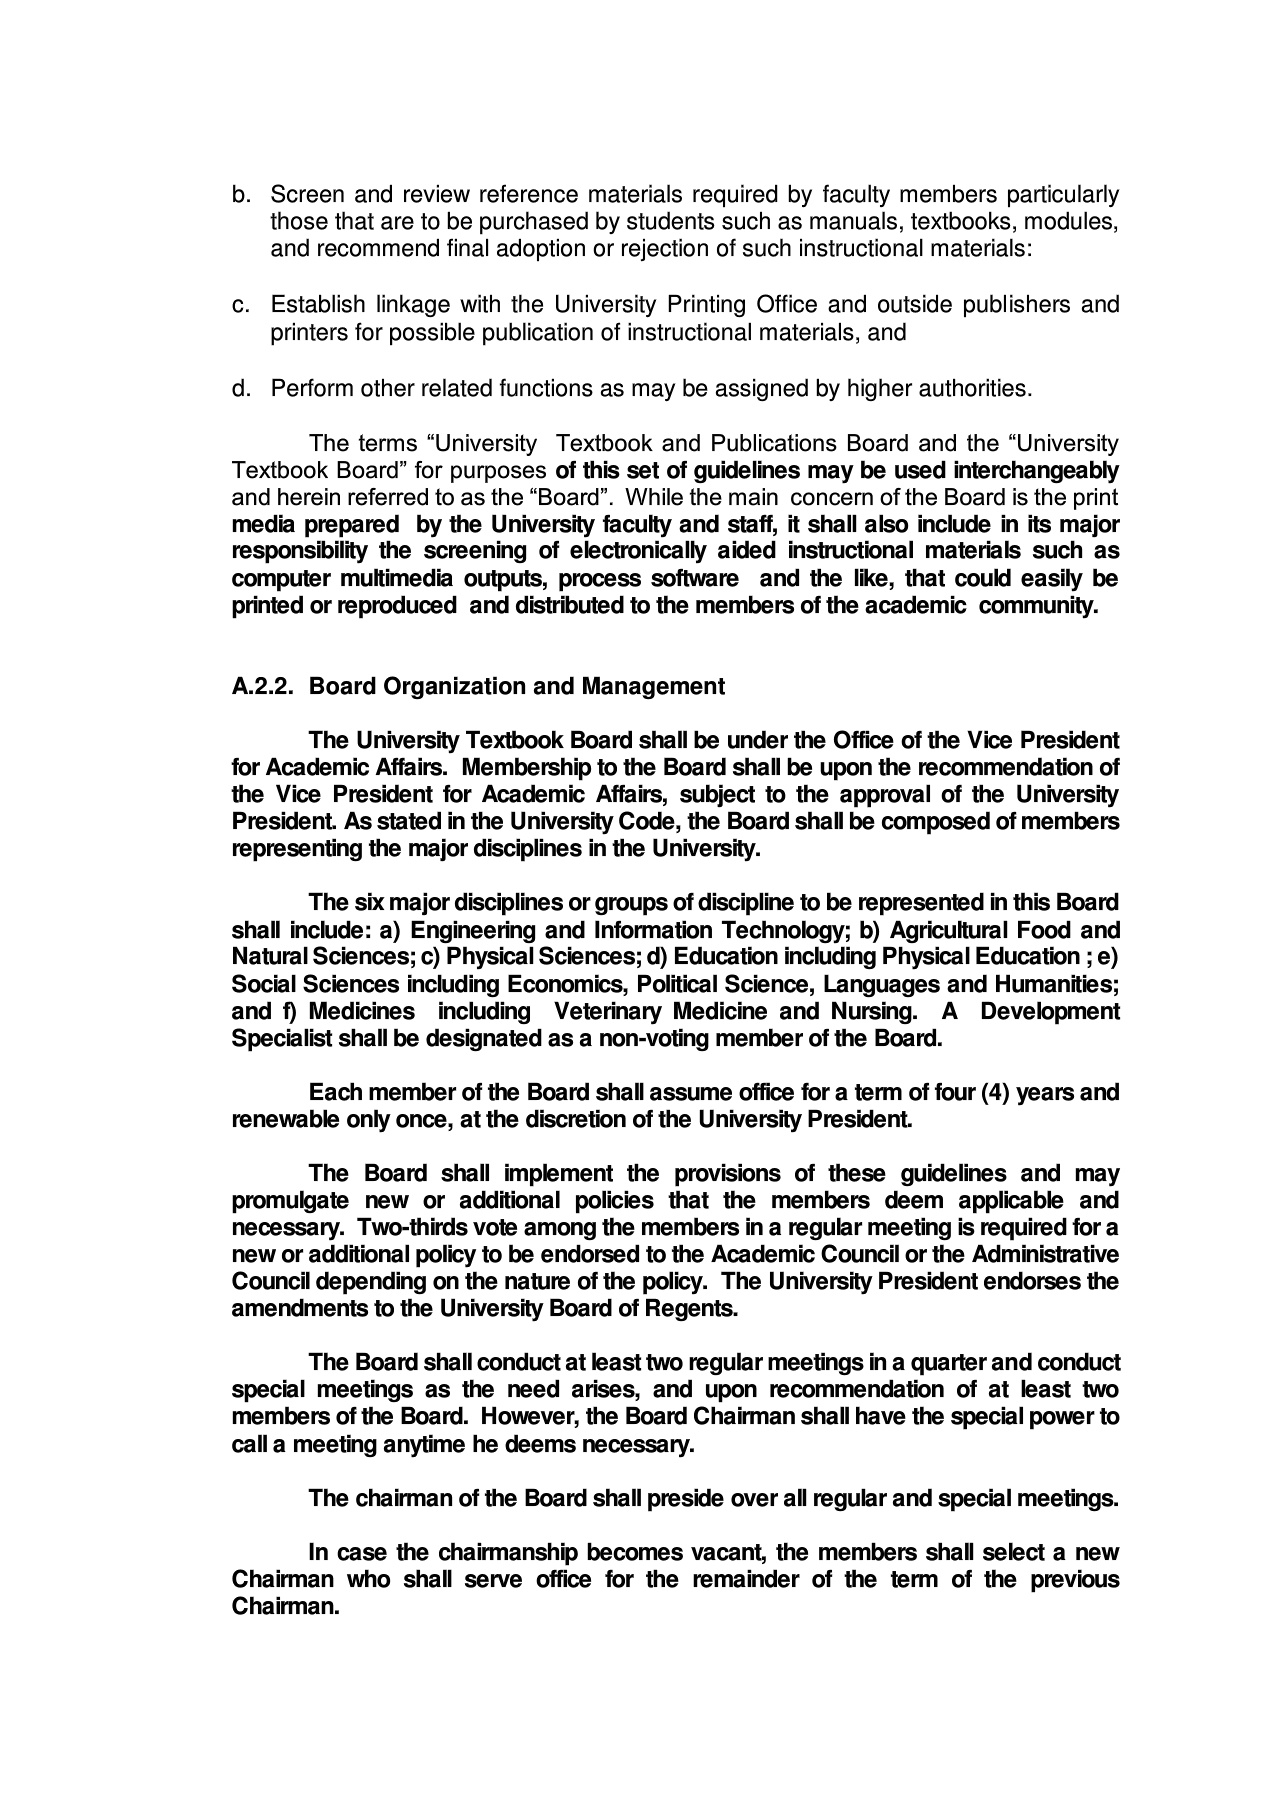 b. Screen and review reference materials required by faculty members particularly
those that are to be purchased by students such as manuals, textbooks, modules,
and recommend final adoption or rejection of such instructional materials:
c. Establish linkage with the University Printing Office and outside publishers and
printers for possible publication of instructional materials, and
d. Perform other related functions as may be assigned by higher authorities.
The terms “University Textbook and Publications Board and the “University
Textbook Board” for purposes of this set of guidelines may be used interchangeably
and herein referred to as the “Board”. While the main concern of the Board is the print
media prepared by the University faculty and staff, it shall also include in its major
responsibility the screening of electronically aided instructional materials such as
computer multimedia outputs, process software and the like, that could easily be
printed or reproduced and distributed to the members of the academic community.
A.2.2. Board Organization and Management
The University Textbook Board shall be under the Office of the Vice President
for Academic Affairs. Membership to the Board shall be upon the recommendation of
the Vice President for Academic Affairs, subject to the approval of the University
President. As stated in the University Code, the Board shall be composed of members
representing the major disciplines in the University.
The six major disciplines or groups of discipline to be represented in this Board
shall include: a) Engineering and Information Technology; b) Agricultural Food and
Natural Sciences; c) Physical Sciences; d) Education including Physical Education ; e)
Social Sciences including Economics, Political Science, Languages and Humanities;
and f) Medicines including Veterinary Medicine and Nursing. A Development
Specialist shall be designated as a non-voting member of the Board.
Each member of the Board shall assume office for a term of four (4) years and
renewable only once, at the discretion of the University President.
The Board shall implement the provisions of these guidelines and may
promulgate new or additional policies that the members deem applicable and
necessary. Two-thirds vote among the members in a regular meeting is required for a
new or additional policy to be endorsed to the Academic Council or the Administrative
Council depending on the nature of the policy. The University President endorses the
amendments to the University Board of Regents.
The Board shall conduct at least two regular meetings in a quarter and conduct
special meetings as the need arises, and upon recommendation of at least two
members of the Board. However, the Board Chairman shall have the special power to
call a meeting anytime he deems necessary.
The chairman of the Board shall preside over all regular and special meetings.
In case the chairmanship becomes vacant, the members shall select a new
Chairman who shall serve office for the remainder of the term of the previous
Chairman.